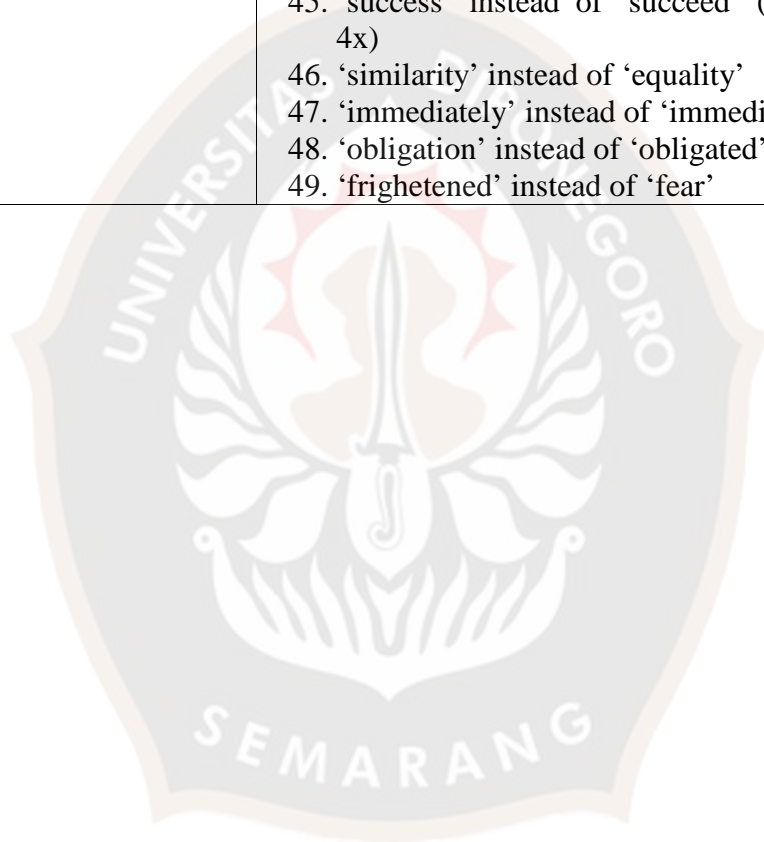 45. ‘success’ instead of ‘succeed’ (
4x)
46. ‘similarity’ instead of ‘equality’
47. ‘immediately’ instead of
48. ‘obligation’ instead of ‘obligated’
49. ‘frighetened’ instead of ‘fear’
UNIVERSITAS DIPONEGORO
SEMARANG